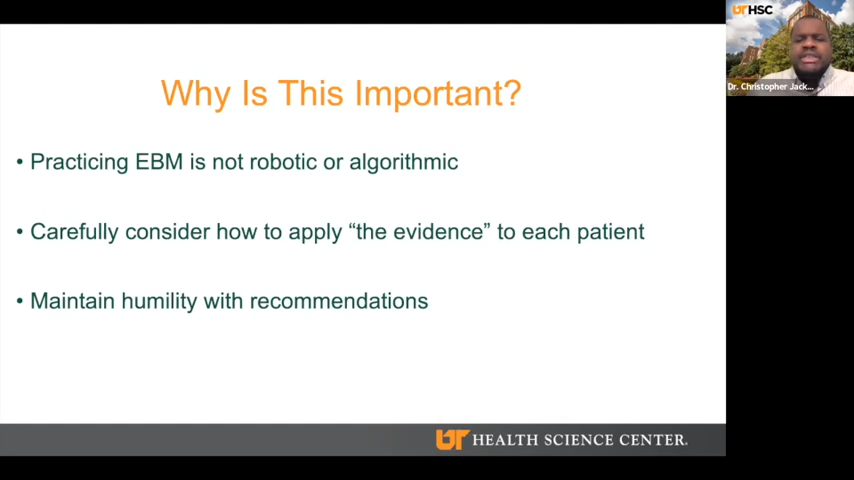 Why Is This Important?
• Practicing EBM is not robotic or algorithmic
• Carefully consider how to apply “the evidence” to each patient
• Maintain humility with recommendations
UT HEALTH SCIENCE CENTER.
UTHSC
Dr. Christopher Jack...